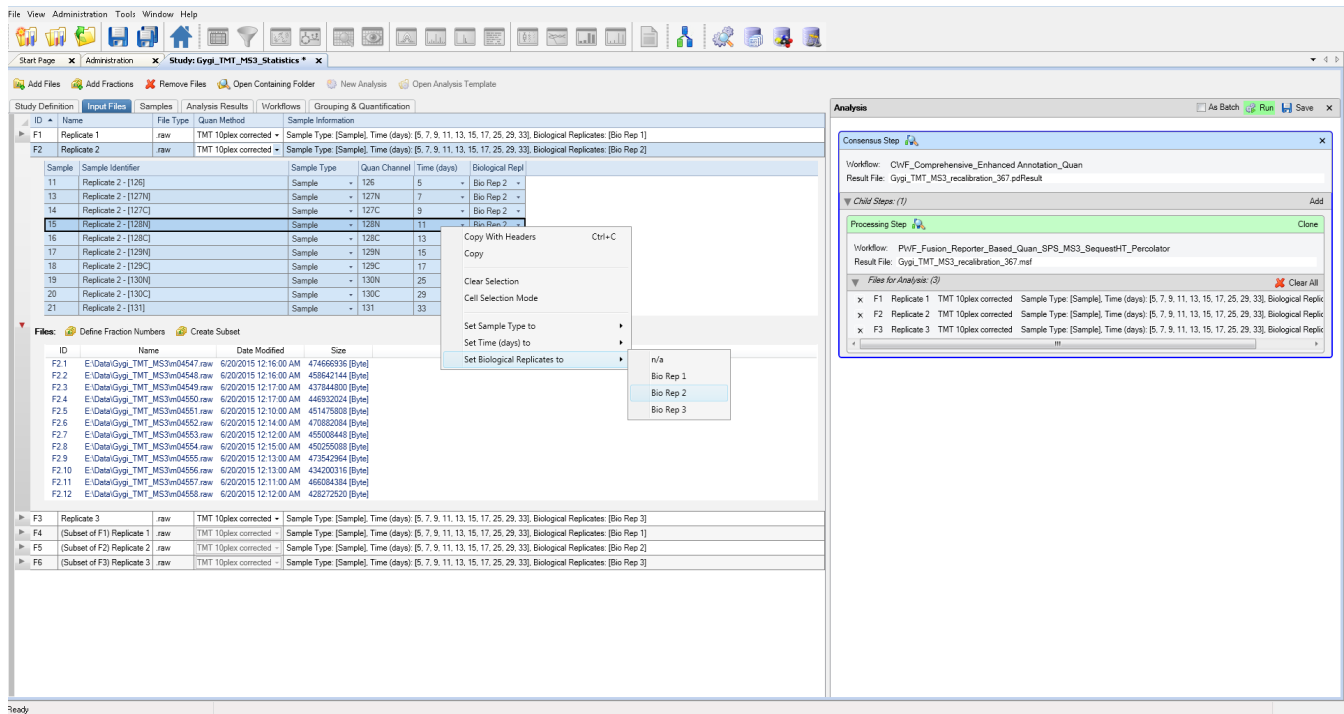 File View Administration Tools Window Help
Start Page x Administration x Study: Gygi_TMT_MS3_Statistics * x
Add Files Add Fractions Remove Files Open Containing Folder New Analysis Open Analysis Template
Study Definition Input Files Samples Analysis Results Workflows Grouping & Quantification
ID Name File Type Quan Method Sample Information
F1 Replicate 1 .raw TMT 10plex corrected Sample Type: [Sample], Time (days): [5, 7, 9, 11, 13, 15, 17, 25, 29, 33], Biological Replicates: [Bio Rep 1]
F2 Replicate 2 .raw TMT 10plex corrected Sample Type: [Sample], Time (days): [5, 7, 9, 11, 13, 15, 17, 25, 29, 33], Biological Replicates: [Bio Rep 2]
Sample Sample Identifier Sample Type Quan Channel Time (days) Biological Repl
11 Replicate 2 - [126] Sample 126 5 Bio Rep 2
13 Replicate 2 - [127N] Sample 127N 7 Bio Rep 2
14 Replicate 2 - [127C] Sample 127C 9 Bio Rep 2
15 Replicate 2 - [128N] Sample 128N 11 Bio Rep 2
16 Replicate 2 - [128C] Sample 128C 13
17 Replicate 2 - [129N] Sample 129N 15
18 Replicate 2 - [129C] Sample 129C 17
19 Replicate 2 - [130N] Sample 130N 25
20 Replicate 2 - [130C] Sample 130C 29
21 Replicate 2 - [131] Sample 131 33
Copy With Headers Ctrl+C
Copy
Clear Selection
Cell Selection Mode
Set Sample Type to
Set Time (days) to
Set Biological Replicates to
n/a
Bio Rep 1
Bio Rep 2
Bio Rep 3
Files: Define Fraction Numbers Create Subset
ID Name Date Modified Size
F2.1 E:\Data\Gygi_TMT_MS3\m04547.raw 6/20/2015 12:16:00 AM 474666936 [Byte]
F2.2 E:\Data\Gygi_TMT_MS3\m04548.raw 6/20/2015 12:16:00 AM 458642144 [Byte]
F2.3 E:\Data\Gygi_TMT_MS3\m04549.raw 6/20/2015 12:17:00 AM 437844800 [Byte]
F2.4 E:\Data\Gygi_TMT_MS3\m04550.raw 6/20/2015 12:17:00 AM 446932024 [Byte]
F2.5 E:\Data\Gygi_TMT_MS3\m04551.raw 6/20/2015 12:10:00 AM 451475808 [Byte]
F2.6 E:\Data\Gygi_TMT_MS3\m04552.raw 6/20/2015 12:14:00 AM 470882084 [Byte]
F2.7 E:\Data\Gygi_TMT_MS3\m04553.raw 6/20/2015 12:12:00 AM 455008448 [Byte]
F2.8 E:\Data\Gygi_TMT_MS3\m04554.raw 6/20/2015 12:15:00 AM 450255088 [Byte]
F2.9 E:\Data\Gygi_TMT_MS3\m04555.raw 6/20/2015 12:13:00 AM 473542964 [Byte]
F2.10 E:\Data\Gygi_TMT_MS3\m04556.raw 6/20/2015 12:13:00 AM 434200316 [Byte]
F2.11 E:\Data\Gygi_TMT_MS3\m04557.raw 6/20/2015 12:11:00 AM 466084384 [Byte]
F2.12 E:\Data\Gygi_TMT_MS3\m04558.raw 6/20/2015 12:12:00 AM 428272520 [Byte]
F3 Replicate 3 .raw TMT 10plex corrected Sample Type: [Sample], Time (days): [5, 7, 9, 11, 13, 15, 17, 25, 29, 33], Biological Replicates: [Bio Rep 3]
F4 (Subset of F1) Replicate 1 .raw TMT 10plex corrected Sample Type: [Sample], Time (days): [5, 7, 9, 11, 13, 15, 17, 25, 29, 33], Biological Replicates: [Bio Rep 1]
F5 (Subset of F2) Replicate 2 .raw TMT 10plex corrected Sample Type: [Sample], Time (days): [5, 7, 9, 11, 13, 15, 17, 25, 29, 33], Biological Replicates: [Bio Rep 2]
F6 (Subset of F3) Replicate 3 .raw TMT 10plex corrected Sample Type: [Sample], Time (days): [5, 7, 9, 11, 13, 15, 17, 25, 29, 33], Biological Replicates: [Bio Rep 3]
Analysis As Batch Run Save x
Consensus Step x
Workflow: CWF_Comprehensive_Enhanced Annotation_Quan
Result File: Gygi_TMT_MS3_recalibration_367.pdResult
Child Steps: (1) Add
Processing Step Clone
Workflow: PWF_Fusion_Reporter_Based_Quan_SPS_MS3_SequestHT_Percolator
Result File: Gygi_TMT_MS3_recalibration_367.msf
Files for Analysis: (3) Clear All
x F1 Replicate 1 TMT 10plex corrected Sample Type: [Sample], Time (days): [5, 7, 9, 11, 13, 15, 17, 25, 29, 33], Biological Replic
x F2 Replicate 2 TMT 10plex corrected Sample Type: [Sample], Time (days): [5, 7, 9, 11, 13, 15, 17, 25, 29, 33], Biological Replic
x F3 Replicate 3 TMT 10plex corrected Sample Type: [Sample], Time (days): [5, 7, 9, 11, 13, 15, 17, 25, 29, 33], Biological Replic
Ready